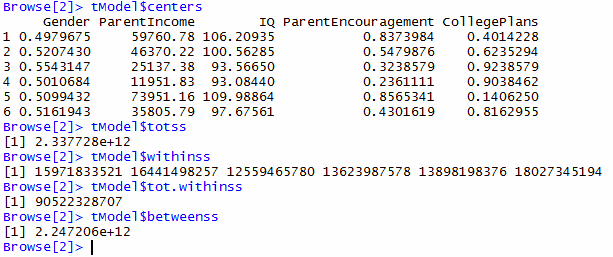 Browse[2]> tModel$centers
Gender ParentIncome IQ ParentEncouragement CollegePlans
1 0.4979675 59760.78 106.20935 0.8373984 0.4014228
2 0.5207430 46370.22 100.56285 0.5479876 0.6235294
3 0.5543147 25137.38 93.56650 0.3238579 0.9238579
4 0.5010684 11951.83 93.08440 0.2361111 0.9038462
5 0.5099432 73951.16 109.98864 0.8565341 0.1406250
6 0.5161943 35805.79 97.67561 0.4301619 0.8162955
Browse[2]> tModel$totss
[1] 2.337728e+12
Browse[2]> tModel$withinss
[1] 15971833521 16441498257 12559465780 13623987578 13898198376 18027345194
Browse[2]> tModel$tot.withinss
[1] 90522328707
Browse[2]> tModel$betweenss
[1] 2.247206e+12
Browse[2]>